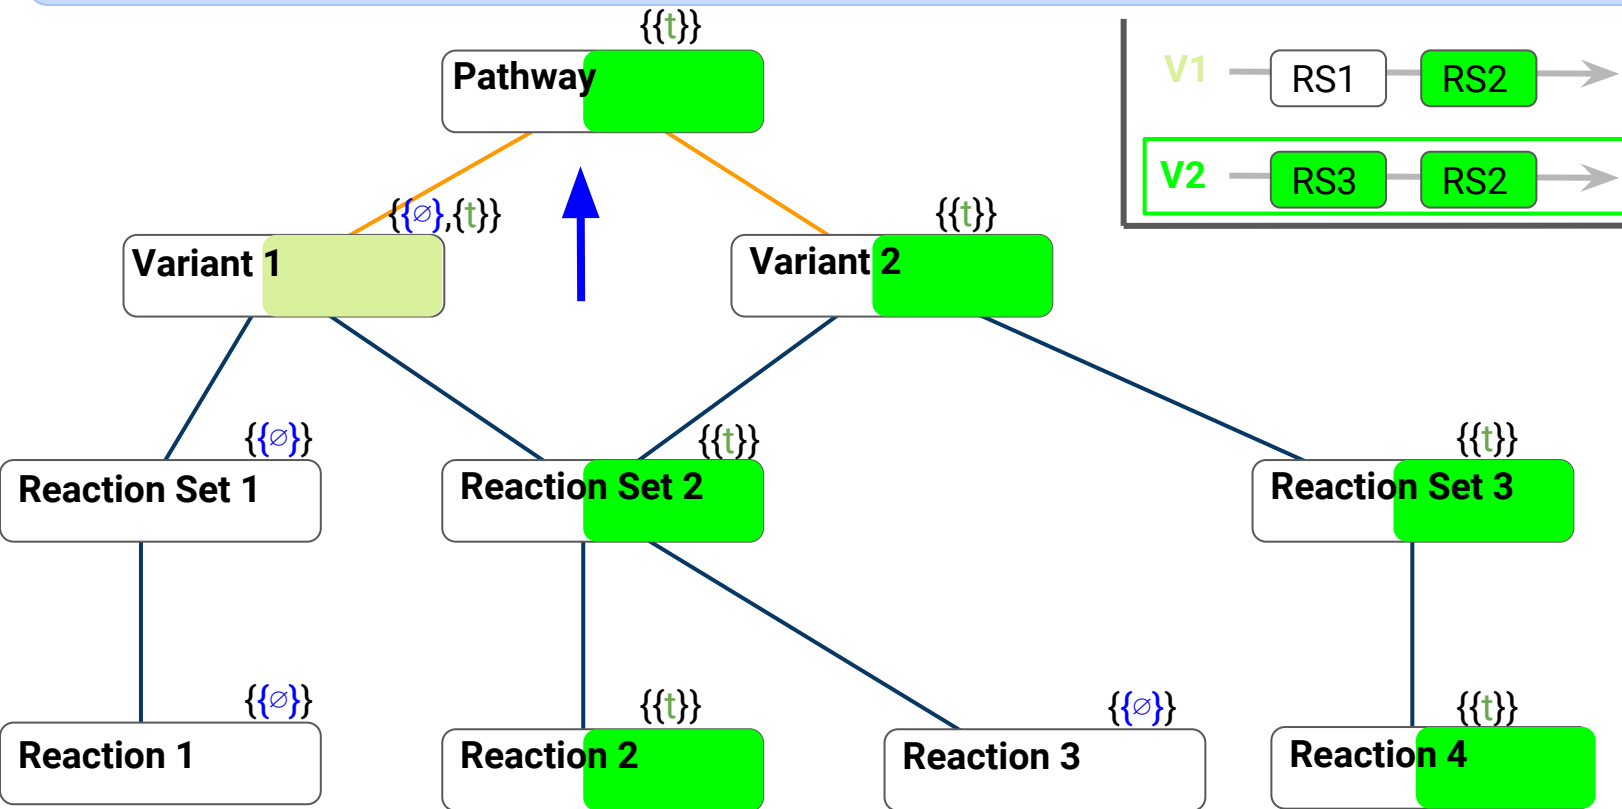 {{t}}
Pathway
V1
RS1
RS2
V2
RS3
RS2
{{∅},{t}}
{{t}}
Variant 1
Variant 2
{{∅}}
{{t}}
{{t}}
Reaction Set 1
Reaction Set 2
Reaction Set 3
{{∅}}
{{t}}
{{∅}}
{{t}}
Reaction 1
Reaction 2
Reaction 3
Reaction 4